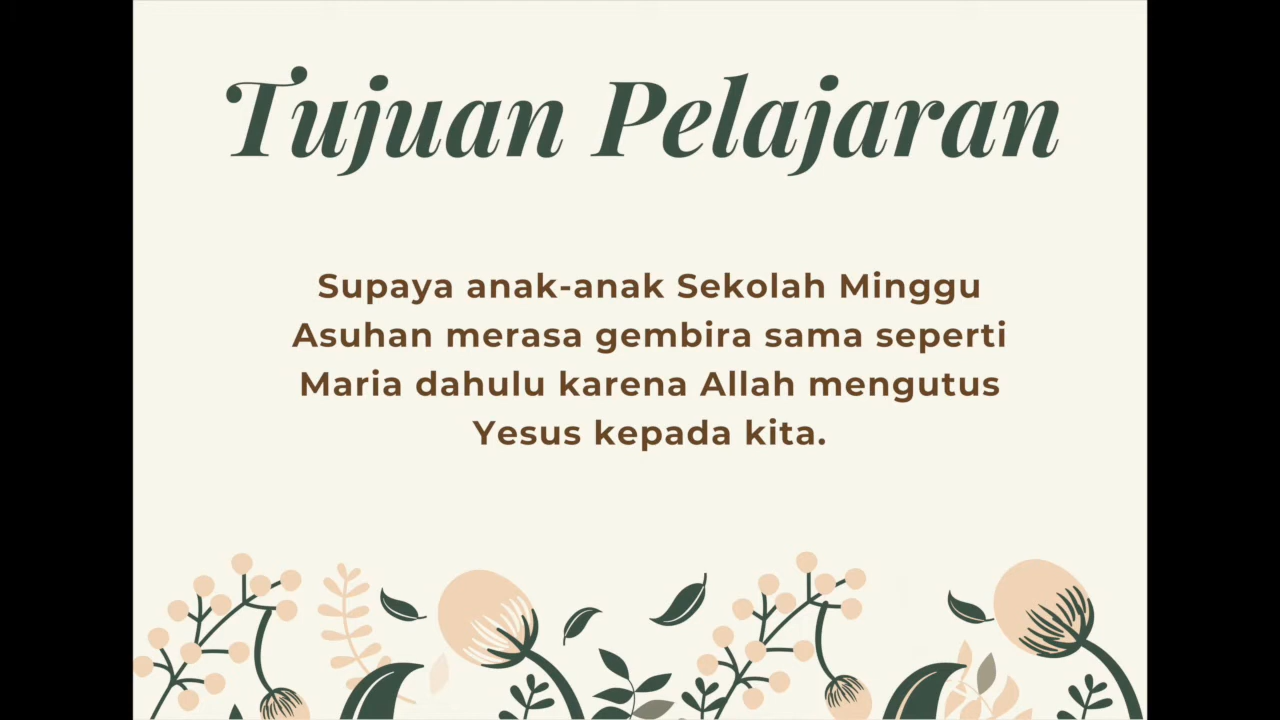 Tujuan Pelajaran
Supaya anak-anak Sekolah Minggu
Asuhan merasa gembira sama seperti
Maria dahulu karena Allah mengutus
Yesus kepada kita.